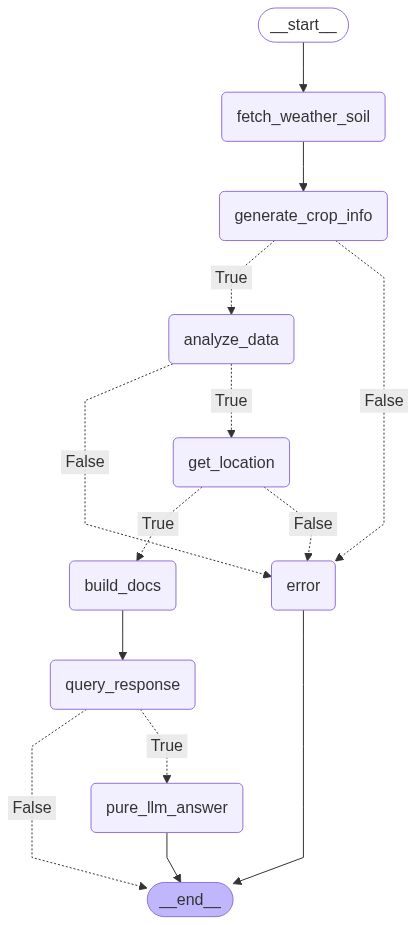 __start__
fetch_weather_soil
generate_crop_info
True
analyze_data
True
False
False
get_location
True
False
build_docs
error
query_response
True
False
pure_llm_answer
__end__